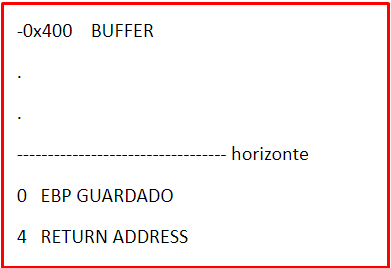 -0x400 BUFFER
.
.
---------------------------------- horizonte
0 EBP GUARDADO
4 RETURN ADDRESS